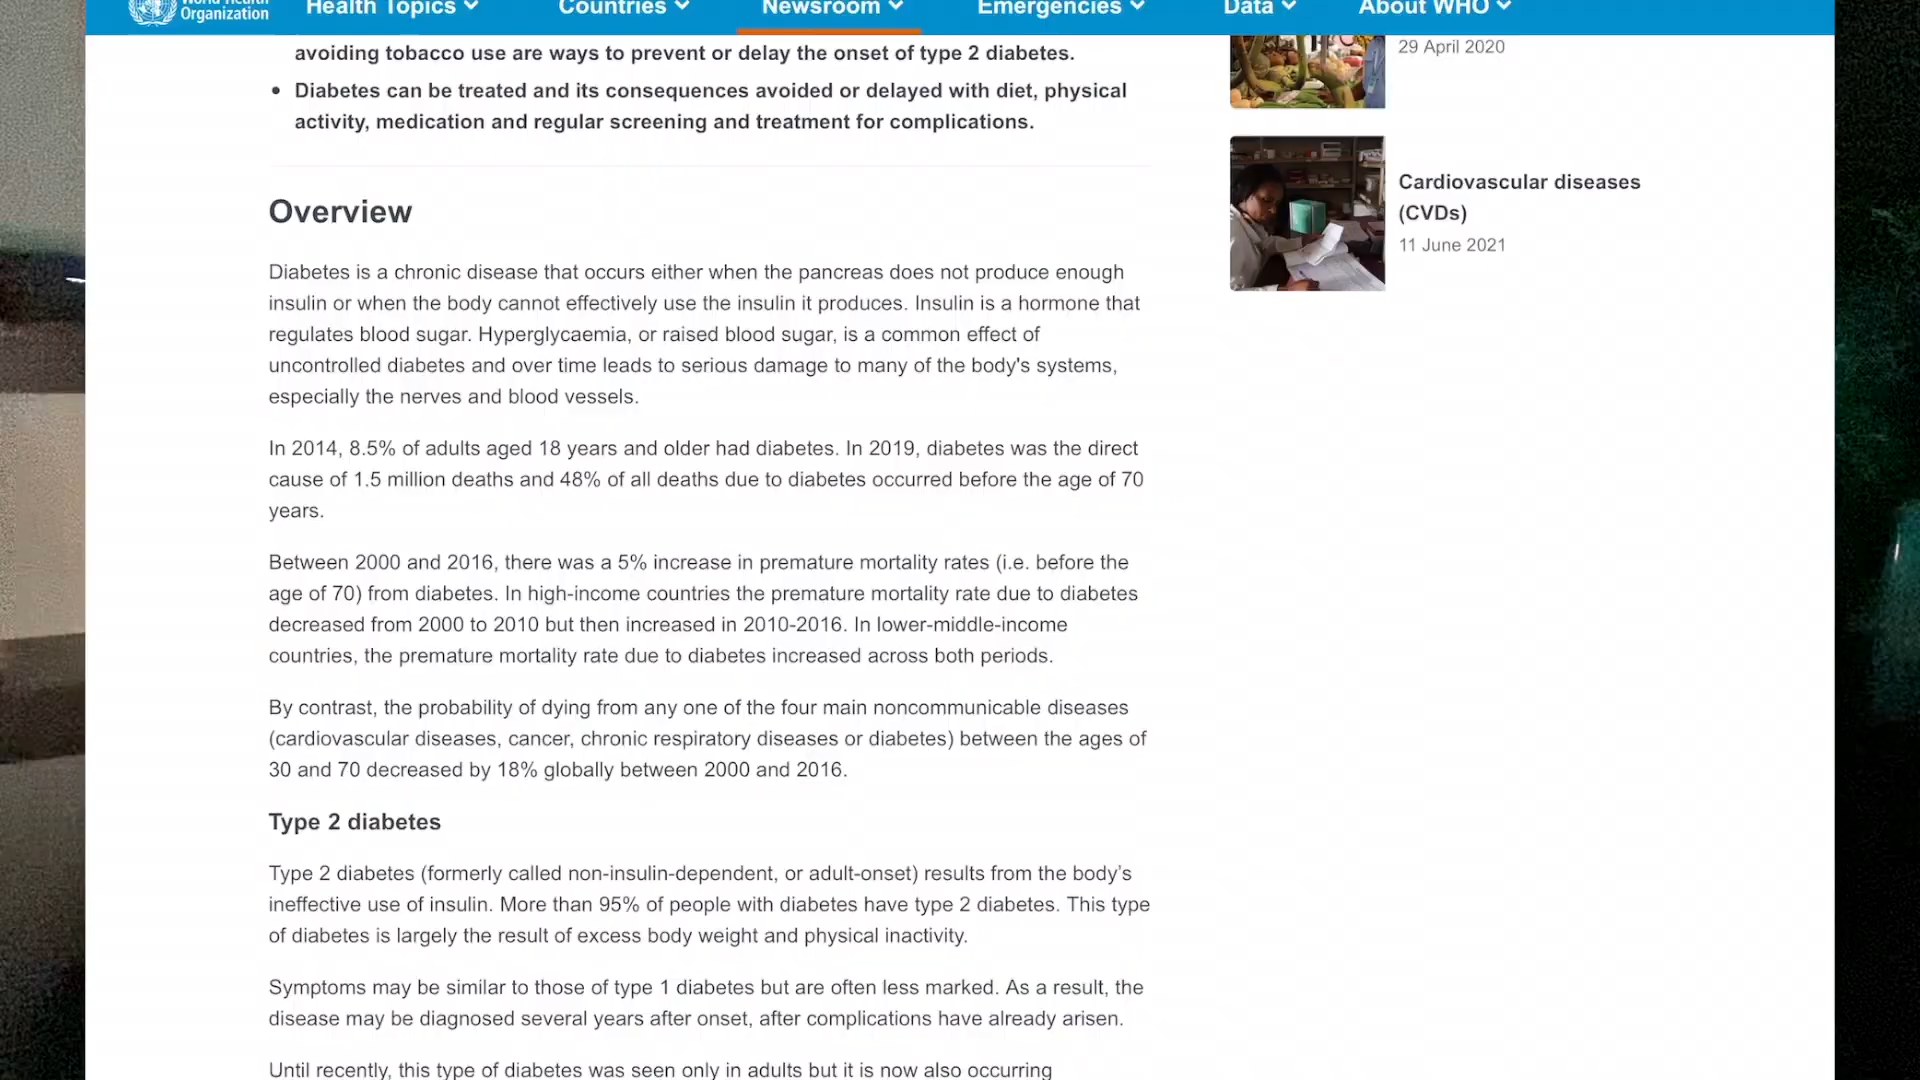 World Health
Organization
Health Topics
Countries
Newsroom
Emergencies
Data
About WHO
avoiding tobacco use are ways to prevent or delay the onset of type 2 diabetes.
• Diabetes can be treated and its consequences avoided or delayed with diet, physical
activity, medication and regular screening and treatment for complications.
Overview
Diabetes is a chronic disease that occurs either when the pancreas does not produce enough
insulin or when the body cannot effectively use the insulin it produces. Insulin is a hormone that
regulates blood sugar. Hyperglycaemia, or raised blood sugar, is a common effect of
uncontrolled diabetes and over time leads to serious damage to many of the body's systems,
especially the nerves and blood vessels.
In 2014, 8.5% of adults aged 18 years and older had diabetes. In 2019, diabetes was the direct
cause of 1.5 million deaths and 48% of all deaths due to diabetes occurred before the age of 70
years.
Between 2000 and 2016, there was a 5% increase in premature mortality rates (i.e. before the
age of 70) from diabetes. In high-income countries the premature mortality rate due to diabetes
decreased from 2000 to 2010 but then increased in 2010-2016. In lower-middle-income
countries, the premature mortality rate due to diabetes increased across both periods.
By contrast, the probability of dying from any one of the four main noncommunicable diseases
(cardiovascular diseases, cancer, chronic respiratory diseases or diabetes) between the ages of
30 and 70 decreased by 18% globally between 2000 and 2016.
Type 2 diabetes
Type 2 diabetes (formerly called non-insulin-dependent, or adult-onset) results from the body's
ineffective use of insulin. More than 95% of people with diabetes have type 2 diabetes. This type
of diabetes is largely the result of excess body weight and physical inactivity.
Symptoms may be similar to those of type 1 diabetes but are often less marked. As a result, the
disease may be diagnosed several years after onset, after complications have already arisen.
Until recently, this type of diabetes was seen only in adults but it is now also occurring
29 April 2020
Cardiovascular diseases
(CVDs)
11 June 2021